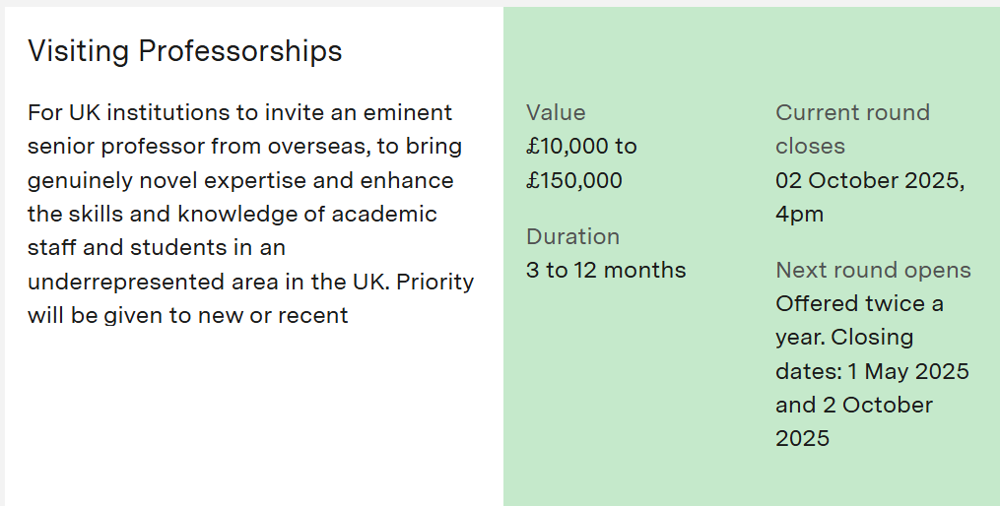 Visiting Professorships
For UK institutions to invite an eminent
senior professor from overseas, to bring
genuinely novel expertise and enhance
the skills and knowledge of academic
staff and students in an
underrepresented area in the UK. Priority
will be given to new or recent
Value
£10,000 to
£150,000
Duration
3 to 12 months
Current round
closes
02 October 2025,
4pm
Next round opens
Offered twice a
year. Closing
dates: 1 May 2025
and 2 October
2025